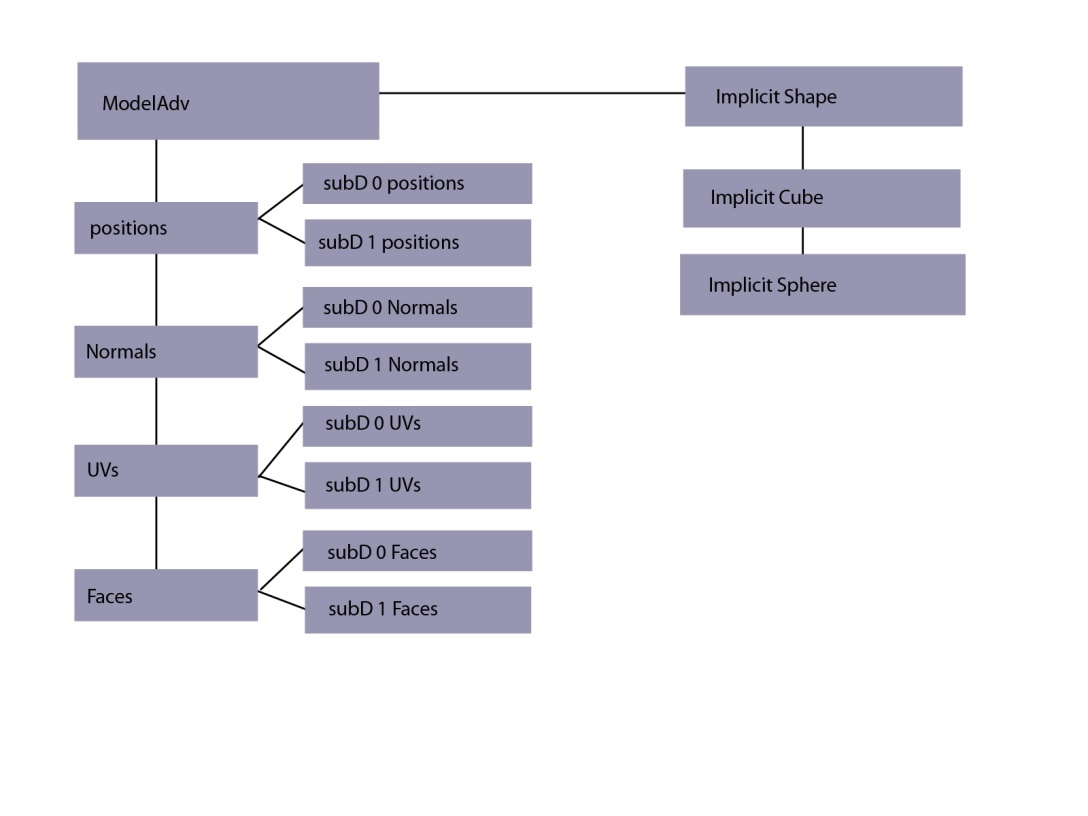 ModelAdv
Implicit Shape
positions
subD 0 positions
subD 1 positions
Implicit Cube
Implicit Sphere
Normals
subD 0 Normals
subD 1 Normals
UVs
subD 0 UVs
subD 1 UVs
Faces
subD 0 Faces
subD 1 Faces